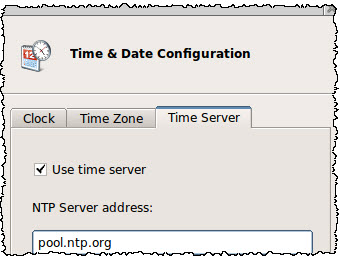 Time & Date Configuration
Clock Time Zone Time Server
Use time server
NTP Server address:
pool.ntp.org